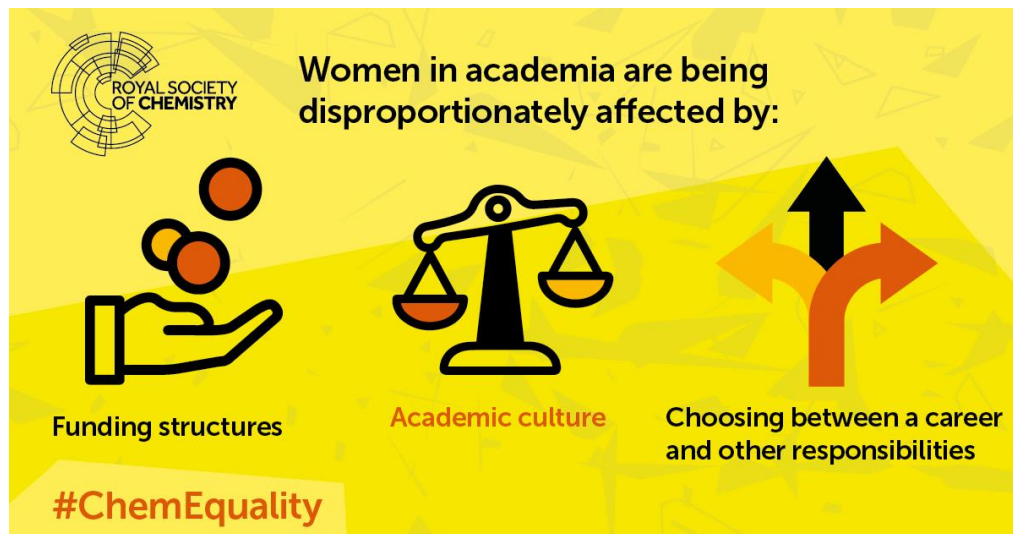 ROYAL SOCIETY
OF CHEMISTRY
Women in academia are being
disproportionately affected by:
Funding structures
Academic culture
Choosing between a career
and other responsibilities
#ChemEquality